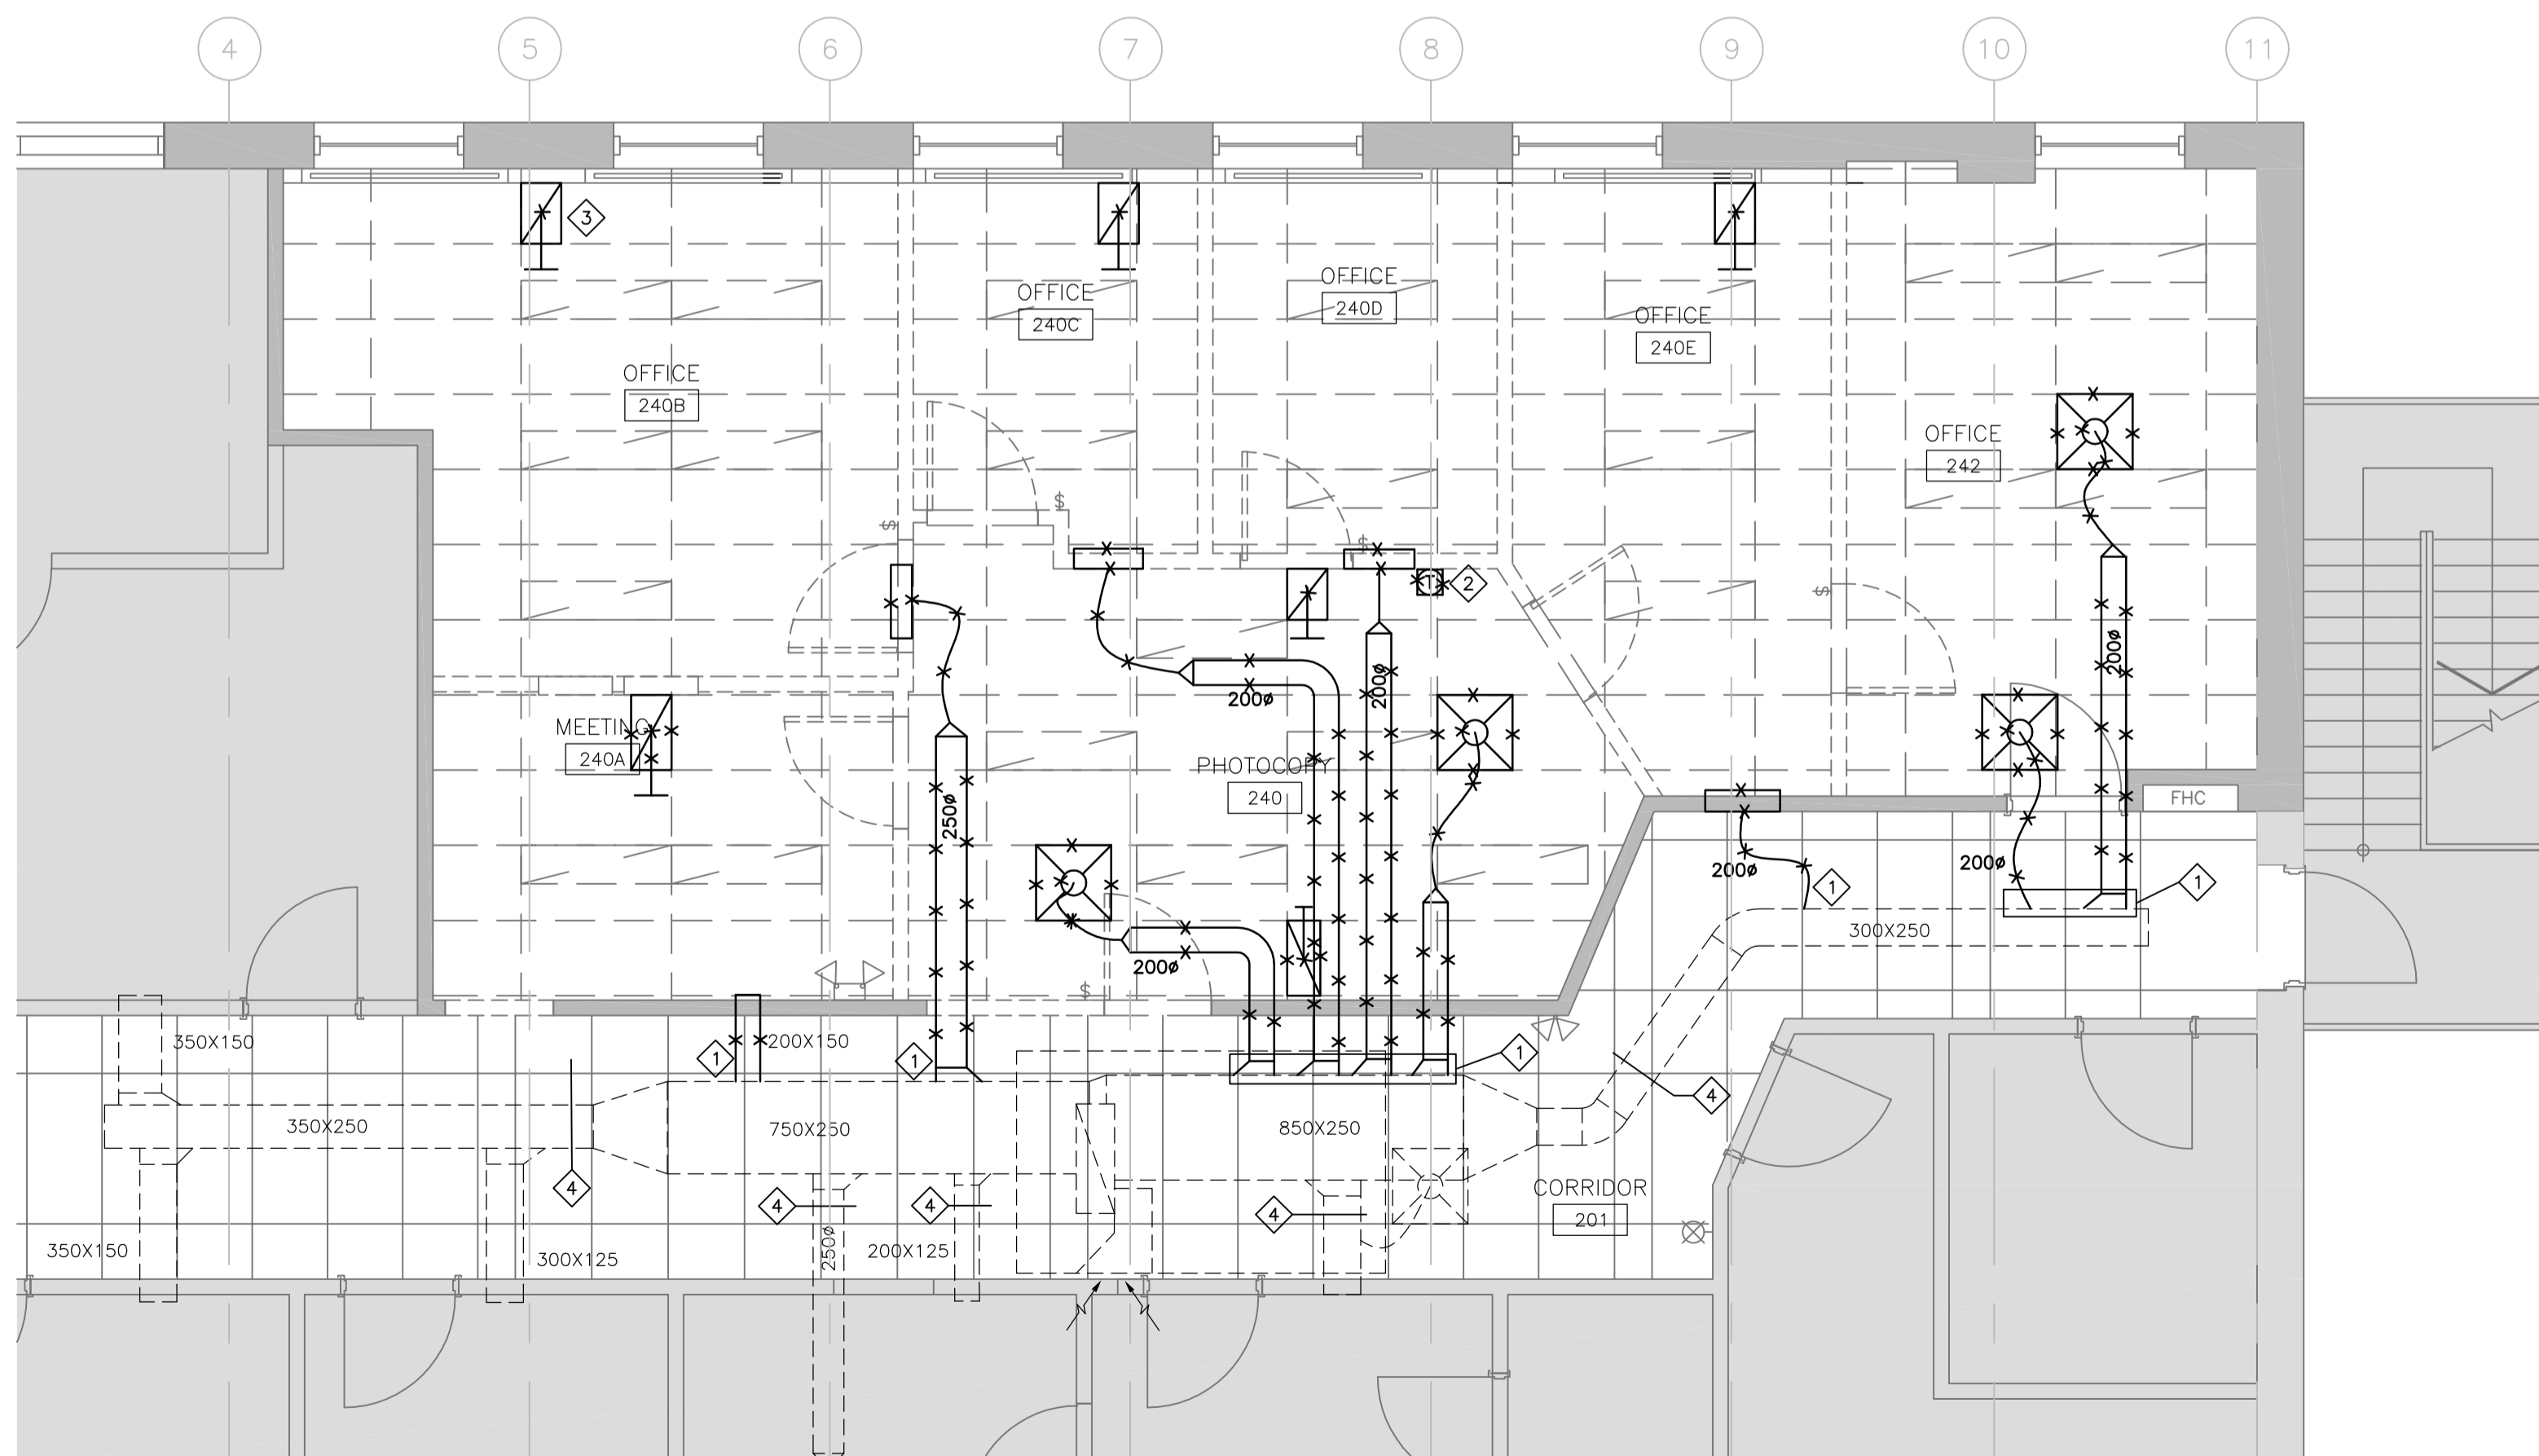 4 5 6 7 8 9 10 11
3
OFFICE
240D
OFFICE
240C
OFFICE
240E
OFFICE
240B
OFFICE
242
$
$
$
$
T
2
200ø
200ø
200ø
MEETING
240A
PHOTOCOPY
240
FHC
250ø
200ø
200ø
1
1
200ø
300X250
$
350X150
200X150
1
1
1
4
350X250
750X250
850X250
4
4
4
4
CORRIDOR
201
350X150
300X125
250ø
200X125